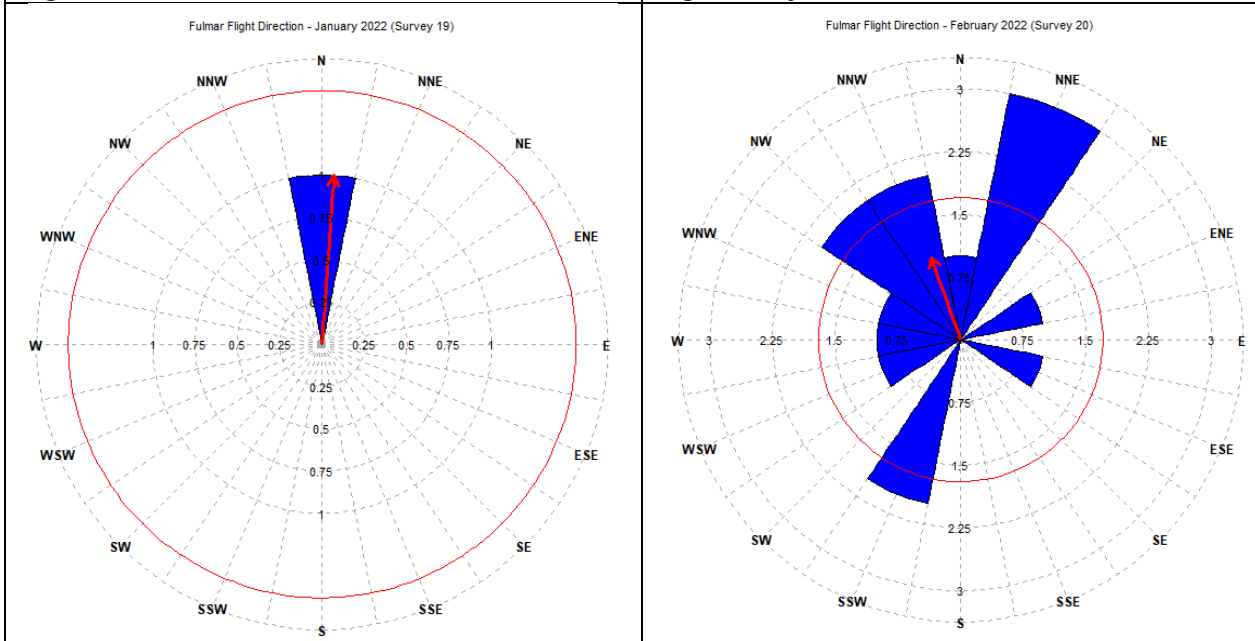 Fulmar Flight Direction - January 2022 (Survey 19)
N
NNW
NNE
NW
NE
WNW
ENE
1
0.75
0.5
0.25
W
1
0.75
0.5
0.25
0.25
0.5
0.75
1
E
0.25
0.5
0.75
1
WSW
ESE
SW
SE
SSW
SSE
S
Fulmar Flight Direction - February 2022 (Survey 20)
N
NNW
NNE
3
NW
NE
2.25
1.5
WNW
ENE
0.75
W
3
2.25
1.5
0.75
0.75
1.5
2.25
3
E
0.75
WSW
ESE
1.5
2.25
SW
SE
3
SSW
SSE
S